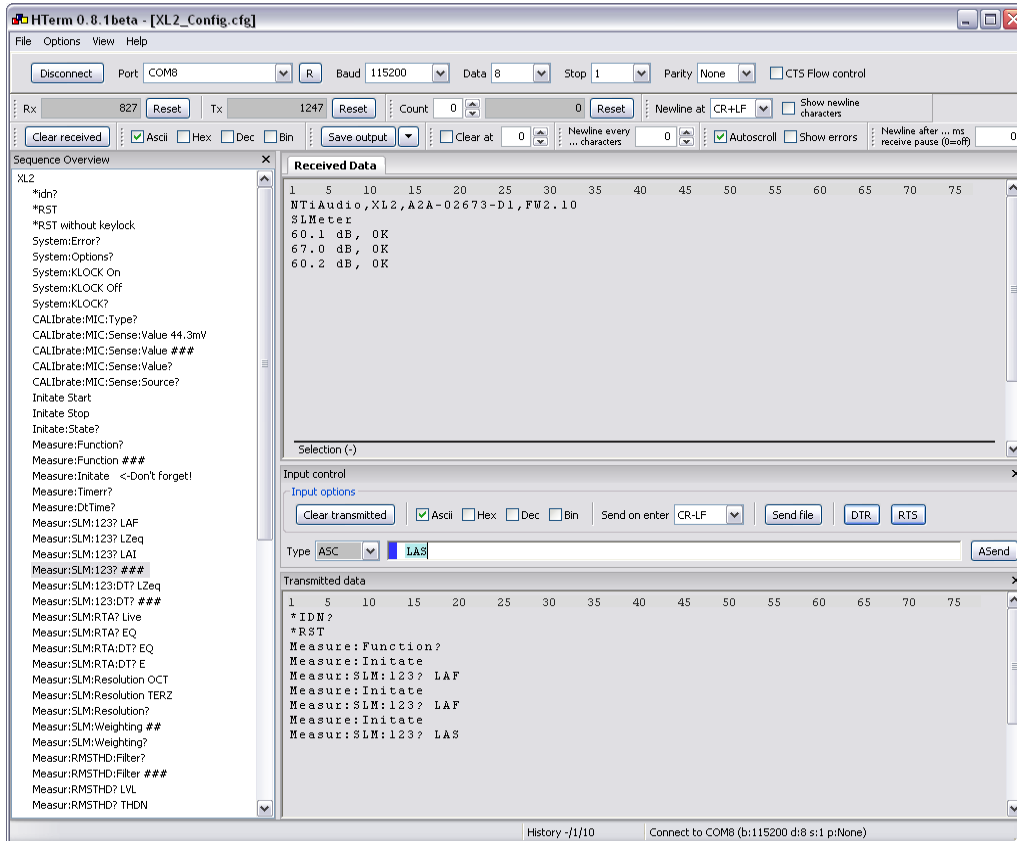 HTerm 0.8.1beta - [XL2_Config.cfg]
File Options View Help
Disconnect Port COM8 R Baud 115200 Data 8 Stop 1 Parity None CTS Flow control
Rx 827 Reset Tx 1247 Reset Count 0 0 Reset Newline at CR+LF Show newline characters
Clear received Ascii Hex Dec Bin Save output Clear at 0 Newline every ... characters 0 Autoscroll Show errors Newline after ... ms receive pause (0=off) 0
Sequence Overview
XL2
*idn?
*RST
*RST without keylock
System:Error?
System:Options?
System:KLOCK On
System:KLOCK Off
System:KLOCK?
CALIbrate:MIC:Type?
CALIbrate:MIC:Sense:Value 44.3mV
CALIbrate:MIC:Sense:Value ###
CALIbrate:MIC:Sense:Value?
CALIbrate:MIC:Sense:Source?
Initate Start
Initate Stop
Initate:State?
Measure:Function?
Measure:Function ###
Measure:Initate <-Don't forget!
Measure:Timerr?
Measure:DtTime?
Measur:SLM:123? LAF
Measur:SLM:123? LZeq
Measur:SLM:123? LAI
Measur:SLM:123? ###
Measur:SLM:123:DT? LZeq
Measur:SLM:123:DT? ###
Measur:SLM:RTA? Live
Measur:SLM:RTA? EQ
Measur:SLM:RTA:DT? EQ
Measur:SLM:RTA:DT? E
Measur:SLM:Resolution OCT
Measur:SLM:Resolution TERZ
Measur:SLM:Resolution?
Measur:SLM:Weighting ##
Measur:SLM:Weighting?
Measur:RMSTHD:Filter?
Measur:RMSTHD:Filter ###
Measur:RMSTHD? LVL
Measur:RMSTHD? THDN
Received Data
1 5 10 15 20 25 30 35 40 45 50 55 60 65 70 75
NTiAudio,XL2,A2A-02673-D1,FW2.10
SLMeter
60.1 dB, OK
67.0 dB, OK
60.2 dB, OK
Selection (-)
Input control
Input options
Clear transmitted Ascii Hex Dec Bin Send on enter CR-LF Send file DTR RTS
Type ASC LAS ASend
Transmitted data
1 5 10 15 20 25 30 35 40 45 50 55 60 65 70 75
*IDN?
*RST
Measure:Function?
Measure:Initate
Measur:SLM:123? LAF
Measure:Initate
Measur:SLM:123? LAF
Measure:Initate
Measur:SLM:123? LAS
History -/1/10 Connect to COM8 (b:115200 d:8 s:1 p:None)